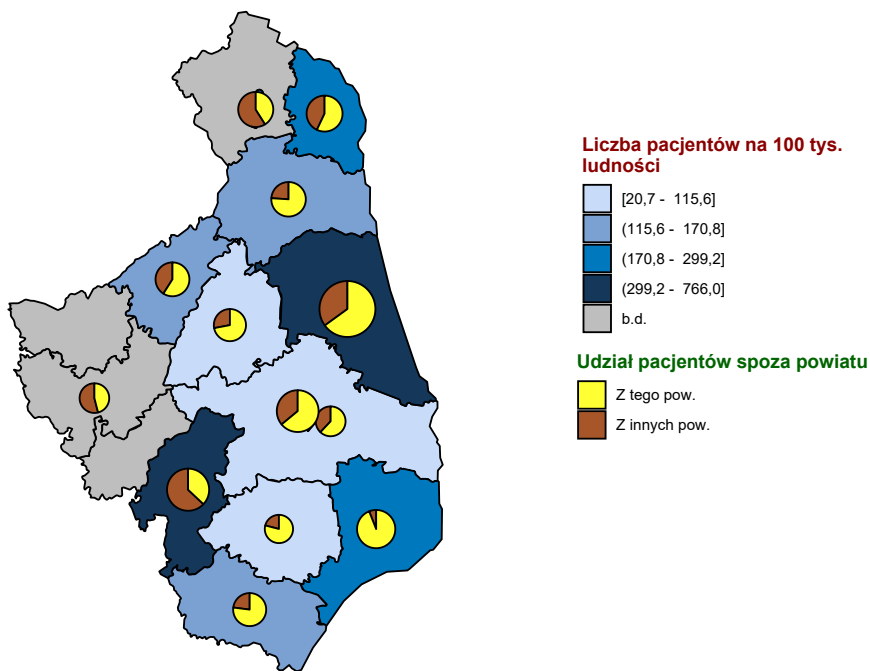 Liczba pacjentów na 100 tys.
ludności
[20,7 - 115,6]
(115,6 - 170,8]
(170,8 - 299,2]
(299,2 - 766,0]
b.d.
Udział pacjentów spoza powiatu
Z tego pow.
Z innych pow.